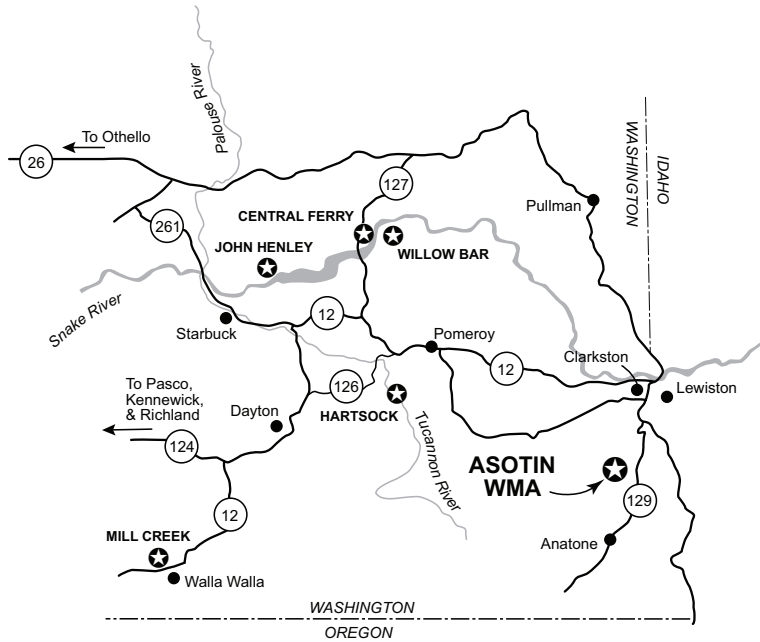 Palouse River
To Othello
26
WASHINGTON
IDAHO
127
Pullman
CENTRAL FERRY
261
JOHN HENLEY
WILLOW BAR
Snake River
12
Starbuck
Pomeroy
Clarkston
12
Lewiston
To Pasco,
Kennewick,
& Richland
126
Dayton
HARTSOCK
Tucannon River
124
ASOTIN
WMA
129
12
MILL CREEK
Anatone
Walla Walla
WASHINGTON
OREGON